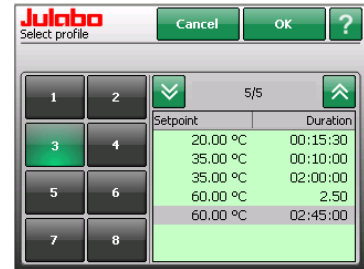 Julabo
Select profile
Cancel
OK
?
1
2
3
4
5
6
7
8
5/5
Setpoint Duration
20.00 °C 00:15:30
35.00 °C 00:10:00
35.00 °C 02:00:00
60.00 °C 2.50
60.00 °C 02:45:00